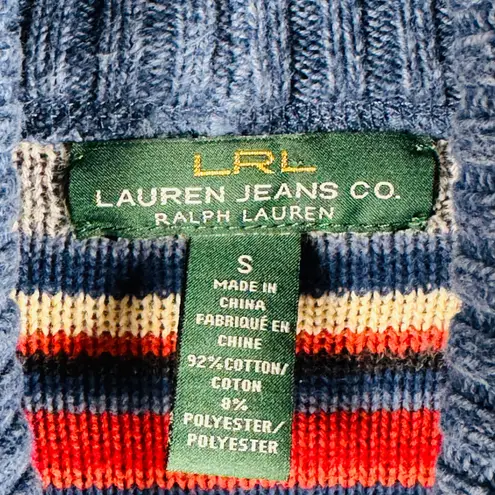 LRL
LAUREN JEANS CO.
RALPH LAUREN
S
MADE IN
CHINA
FABRIQUÉ EN
CHINE
92%COTTON/
COTON
8%
POLYESTER/
POLYESTER